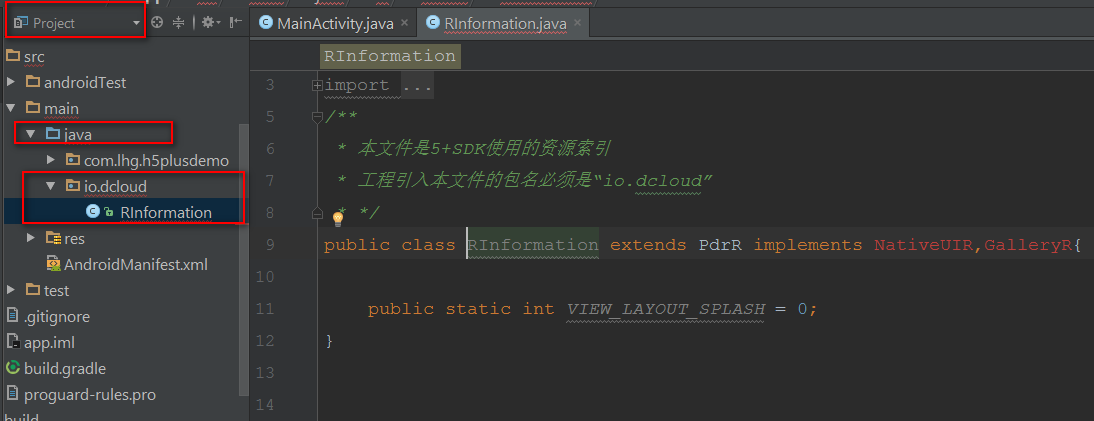 Project
src
androidTest
main
java
com.lhg.h5plusdemo
io.dcloud
RInformation
res
AndroidManifest.xml
test
.gitignore
app.iml
build.gradle
proguard-rules.pro
build
MainActivity.java
RInformation.java
RInformation
3 import ...
5 /**
6 * 本文件是5+SDK使用的资源索引
7 * 工程引入本文件的包名必须是“io.dcloud”
8 * */
9 public class RInformation extends PdrR implements NativeUIR,GalleryR{
10
11 public static int VIEW_LAYOUT_SPLASH = 0;
12 }
13
14